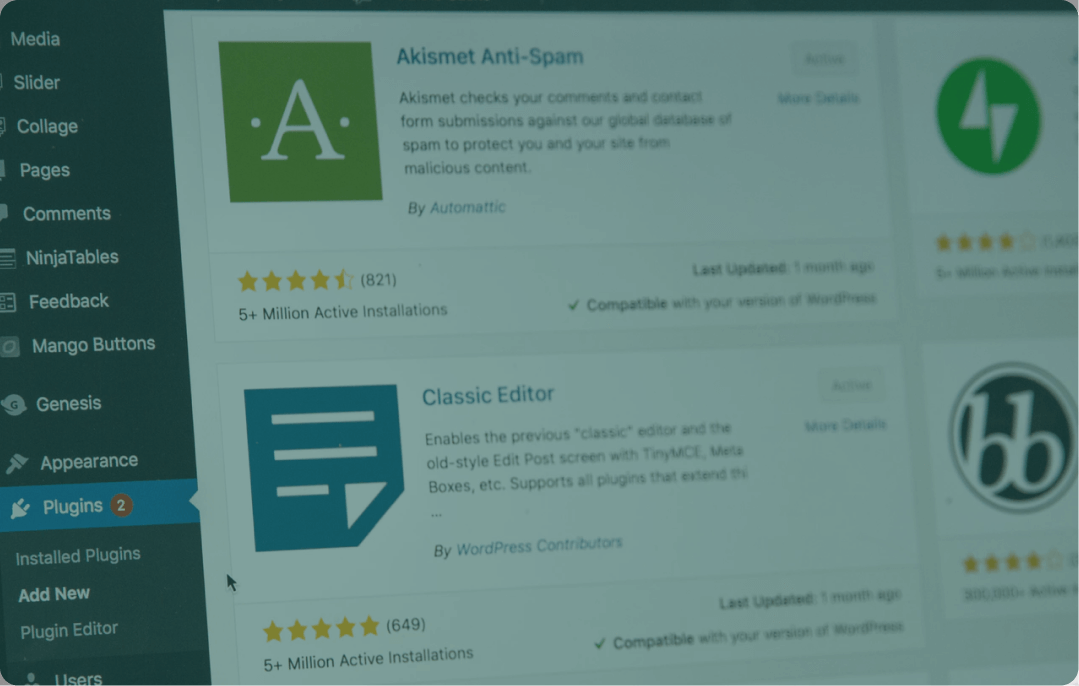 Media
Slider
Collage
Pages
Comments
NinjaTables
Feedback
Mango Buttons
Genesis
Appearance
Plugins 2
Installed Plugins
Add New
Plugin Editor
Users
A
Akismet Anti-Spam
Active
More Details
Akismet checks your comments and contact
form submissions against our global database of
spam to protect you and your site from
malicious content.
By Automattic
(821)
Last Updated: 1 month ago
5+ Million Active Installations
Compatible with your version of WordPress
Classic Editor
Active
More Details
Enables the previous "classic" editor and the
old-style Edit Post screen with TinyMCE, Meta
Boxes, etc. Supports all plugins that extend thi
...
By WordPress Contributors
(649)
Last Updated: 1 month ago
5+ Million Active Installations
Compatible with your version of WordPress
5+ Million Active
bb
Active